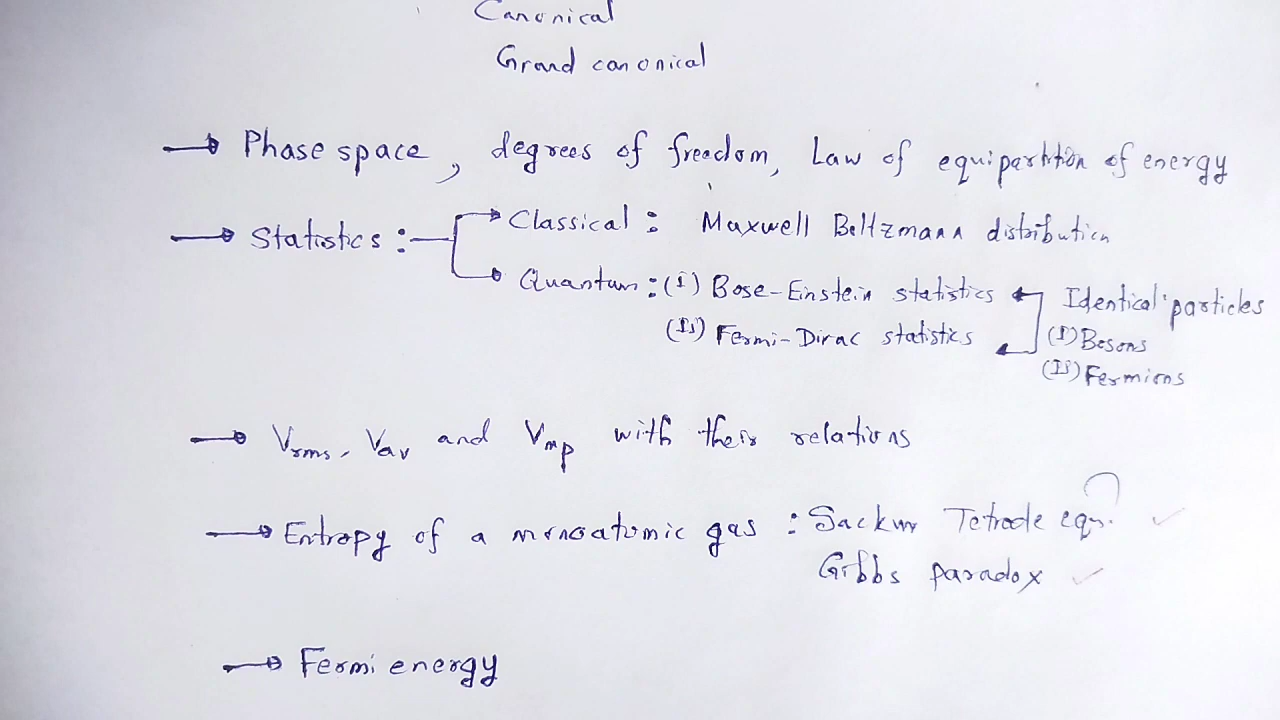 Canonical
Grand canonical
→ Phase space, degrees of freedom, Law of equipartition of energy
→ Statistics : → Classical : Maxwell Boltzmann distribution
→ Quantum : (I) Bose-Einstein statistics ← Identical particles
(II) Fermi-Dirac statistics ← (I) Bosons
(II) Fermions
→ Vrms, Vav and Vmp with their relations
→ Entropy of a monoatomic gas : Sackur Tetrode eqn.
Gibbs paradox
→ Fermi energy